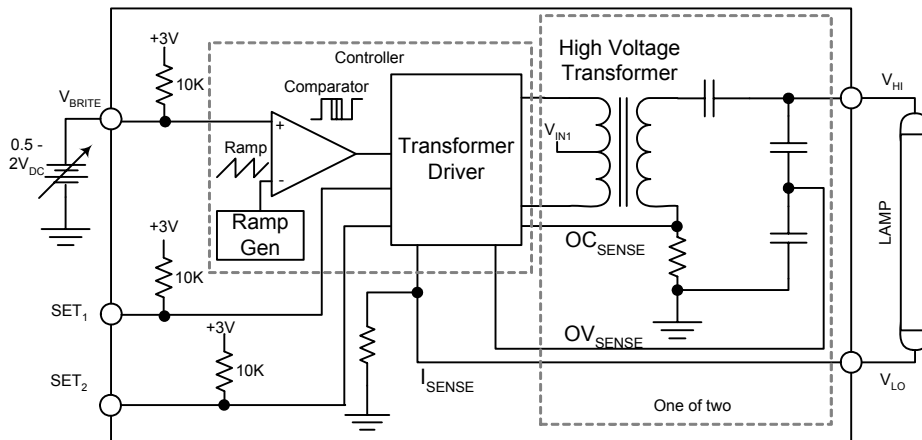 +3V
10K
Controller
Comparator
High Voltage
Transformer
V_BRITE
0.5 -
2V_DC
+
Ramp
-
Ramp
Gen
Transformer
Driver
V_IN1
V_HI
LAMP
+3V
10K
OC_SENSE
SET_1
+3V
10K
OV_SENSE
SET_2
I_SENSE
V_LO
One of two